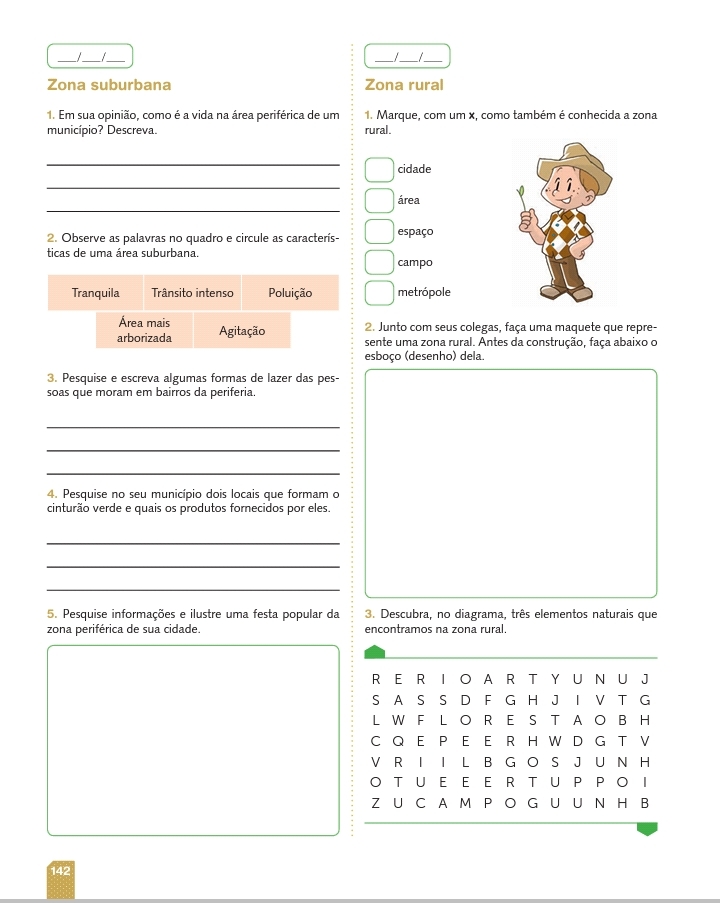 ___/___/___
Zona suburbana
1. Em sua opinião, como é a vida na área periférica de um
município? Descreva.
2. Observe as palavras no quadro e circule as caracterís-
ticas de uma área suburbana.
Tranquila Trânsito intenso Poluição
Área mais
arborizada
Agitação
3. Pesquise e escreva algumas formas de lazer das pes-
soas que moram em bairros da periferia.
4. Pesquise no seu município dois locais que formam o
cinturão verde e quais os produtos fornecidos por eles.
5. Pesquise informações e ilustre uma festa popular da
zona periférica de sua cidade.
___/___/___
Zona rural
1. Marque, com um x, como também é conhecida a zona
rural.
cidade
área
espaço
campo
metrópole
2. Junto com seus colegas, faça uma maquete que repre-
sente uma zona rural. Antes da construção, faça abaixo o
esboço (desenho) dela.
3. Descubra, no diagrama, três elementos naturais que
encontramos na zona rural.
R E R I O A R T Y U N U J
S A S S D F G H J I V T G
L W F L O R E S T A O B H
C Q E P E E R H W D G T V
V R I I L B G O S J U N H
O T U E E E R T U P P O I
Z U C A M P O G U U N H B
142